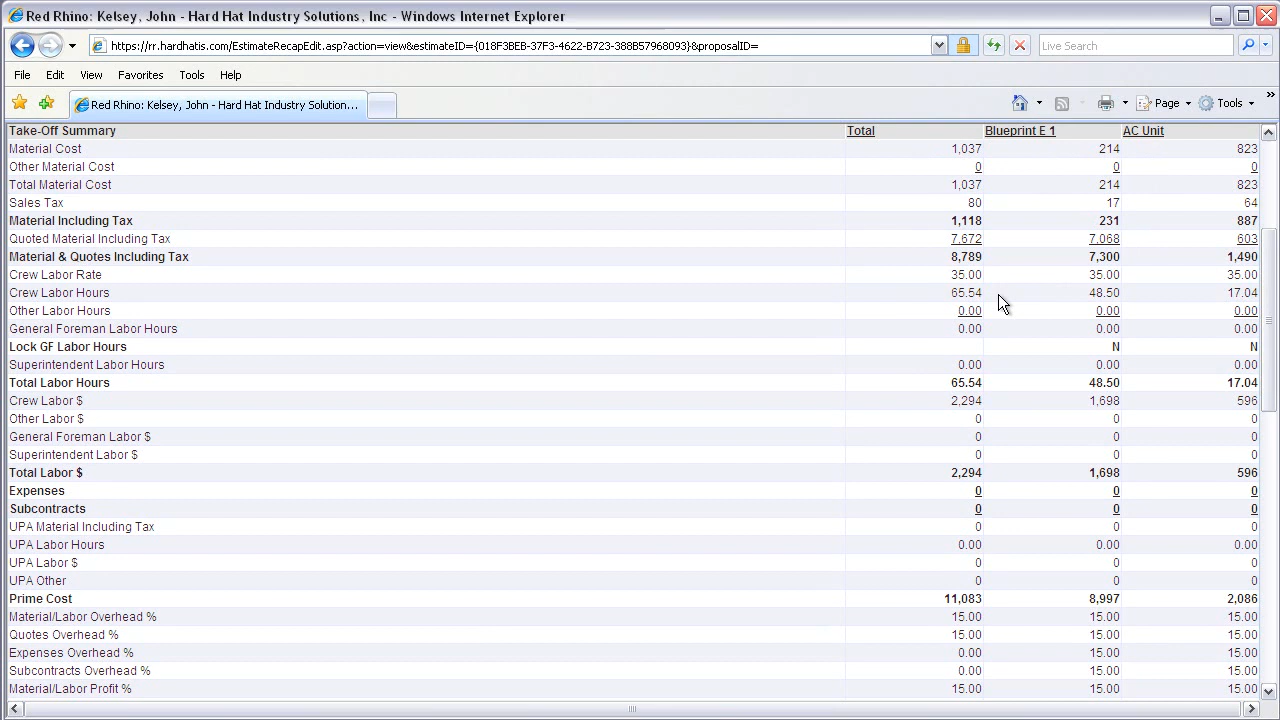 Red Rhino: Kelsey, John - Hard Hat Industry Solutions, Inc - Windows Internet Explorer
https://rr.hardhatis.com/EstimateRecapEdit.asp?action=view&estimateID={018F3BEB-37F3-4622-B723-388B57968093}&proposalID= Live Search
File Edit View Favorites Tools Help
Red Rhino: Kelsey, John - Hard Hat Industry Solution... Page Tools »
Take-Off Summary Total Blueprint E 1 AC Unit
Material Cost 1,037 214 823
Other Material Cost 0 0 0
Total Material Cost 1,037 214 823
Sales Tax 80 17 64
Material Including Tax 1,118 231 887
Quoted Material Including Tax 7,672 7,068 603
Material & Quotes Including Tax 8,789 7,300 1,490
Crew Labor Rate 35.00 35.00 35.00
Crew Labor Hours 65.54 48.50 17.04
Other Labor Hours 0.00 0.00 0.00
General Foreman Labor Hours 0.00 0.00 0.00
Lock GF Labor Hours N N
Superintendent Labor Hours 0.00 0.00 0.00
Total Labor Hours 65.54 48.50 17.04
Crew Labor $ 2,294 1,698 596
Other Labor $ 0 0 0
General Foreman Labor $ 0 0 0
Superintendent Labor $ 0 0 0
Total Labor $ 2,294 1,698 596
Expenses 0 0 0
Subcontracts 0 0 0
UPA Material Including Tax 0 0 0
UPA Labor Hours 0.00 0.00 0.00
UPA Labor $ 0 0 0
UPA Other 0 0 0
Prime Cost 11,083 8,997 2,086
Material/Labor Overhead % 15.00 15.00 15.00
Quotes Overhead % 15.00 15.00 15.00
Expenses Overhead % 0.00 15.00 15.00
Subcontracts Overhead % 0.00 15.00 15.00
Material/Labor Profit % 15.00 15.00 15.00